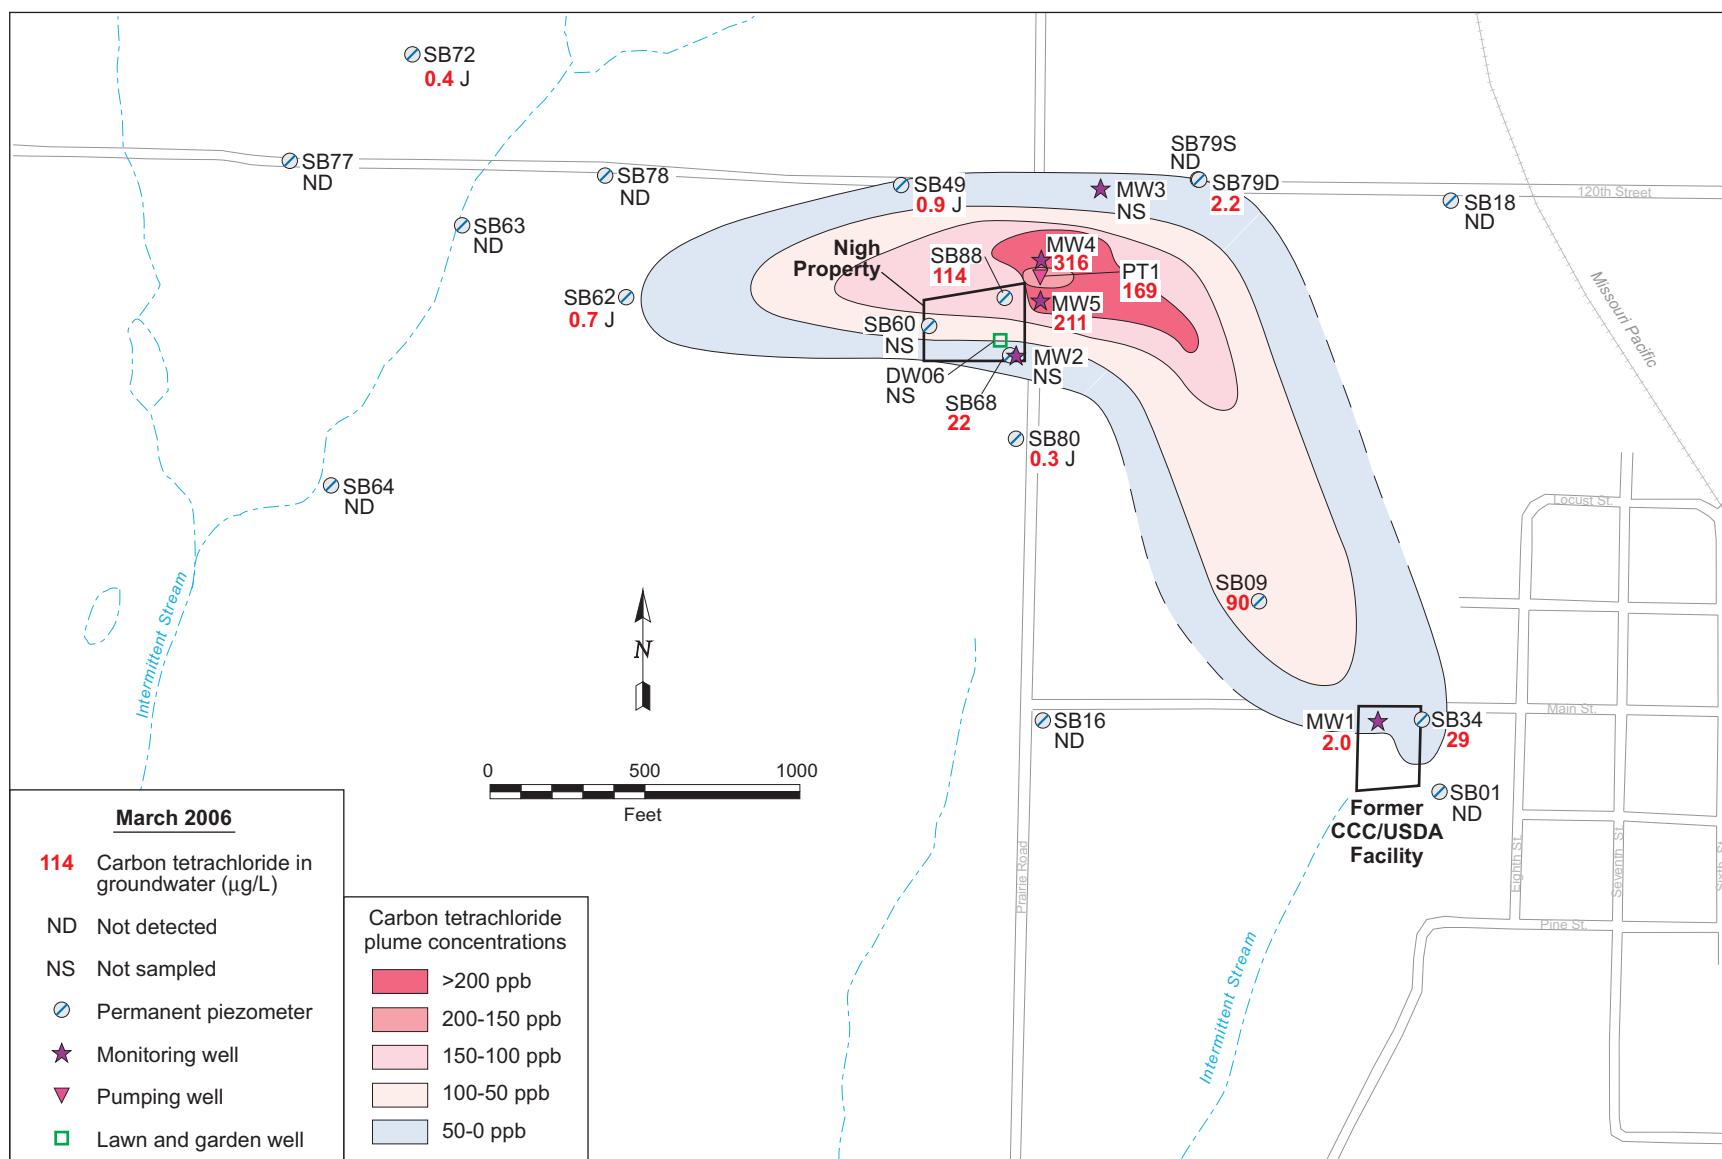 SB72
0.4 J
SB77
ND
SB78
ND
SB63
ND
SB49
0.9 J
MW3
NS
SB79S
ND
SB79D
2.2
SB18
ND
120th Street
Nigh
Property
SB88
114
MW4
316
PT1
169
MW5
211
SB62
0.7 J
SB60
NS
DW06
NS
MW2
NS
SB68
22
SB80
0.3 J
Missouri Pacific
SB64
ND
Locust St.
Intermittent Stream
N
SB09
90
SB16
ND
MW1
2.0
SB34
29
Main St.
SB01
ND
Former
CCC/USDA
Facility
0 500 1000
Feet
Prairie Road
Eighth St.
Seventh St.
Sixth St.
Pine St.
Intermittent Stream
March 2006
114 Carbon tetrachloride in
groundwater (μg/L)
ND Not detected
NS Not sampled
Permanent piezometer
Monitoring well
Pumping well
Lawn and garden well
Carbon tetrachloride
plume concentrations
>200 ppb
200-150 ppb
150-100 ppb
100-50 ppb
50-0 ppb